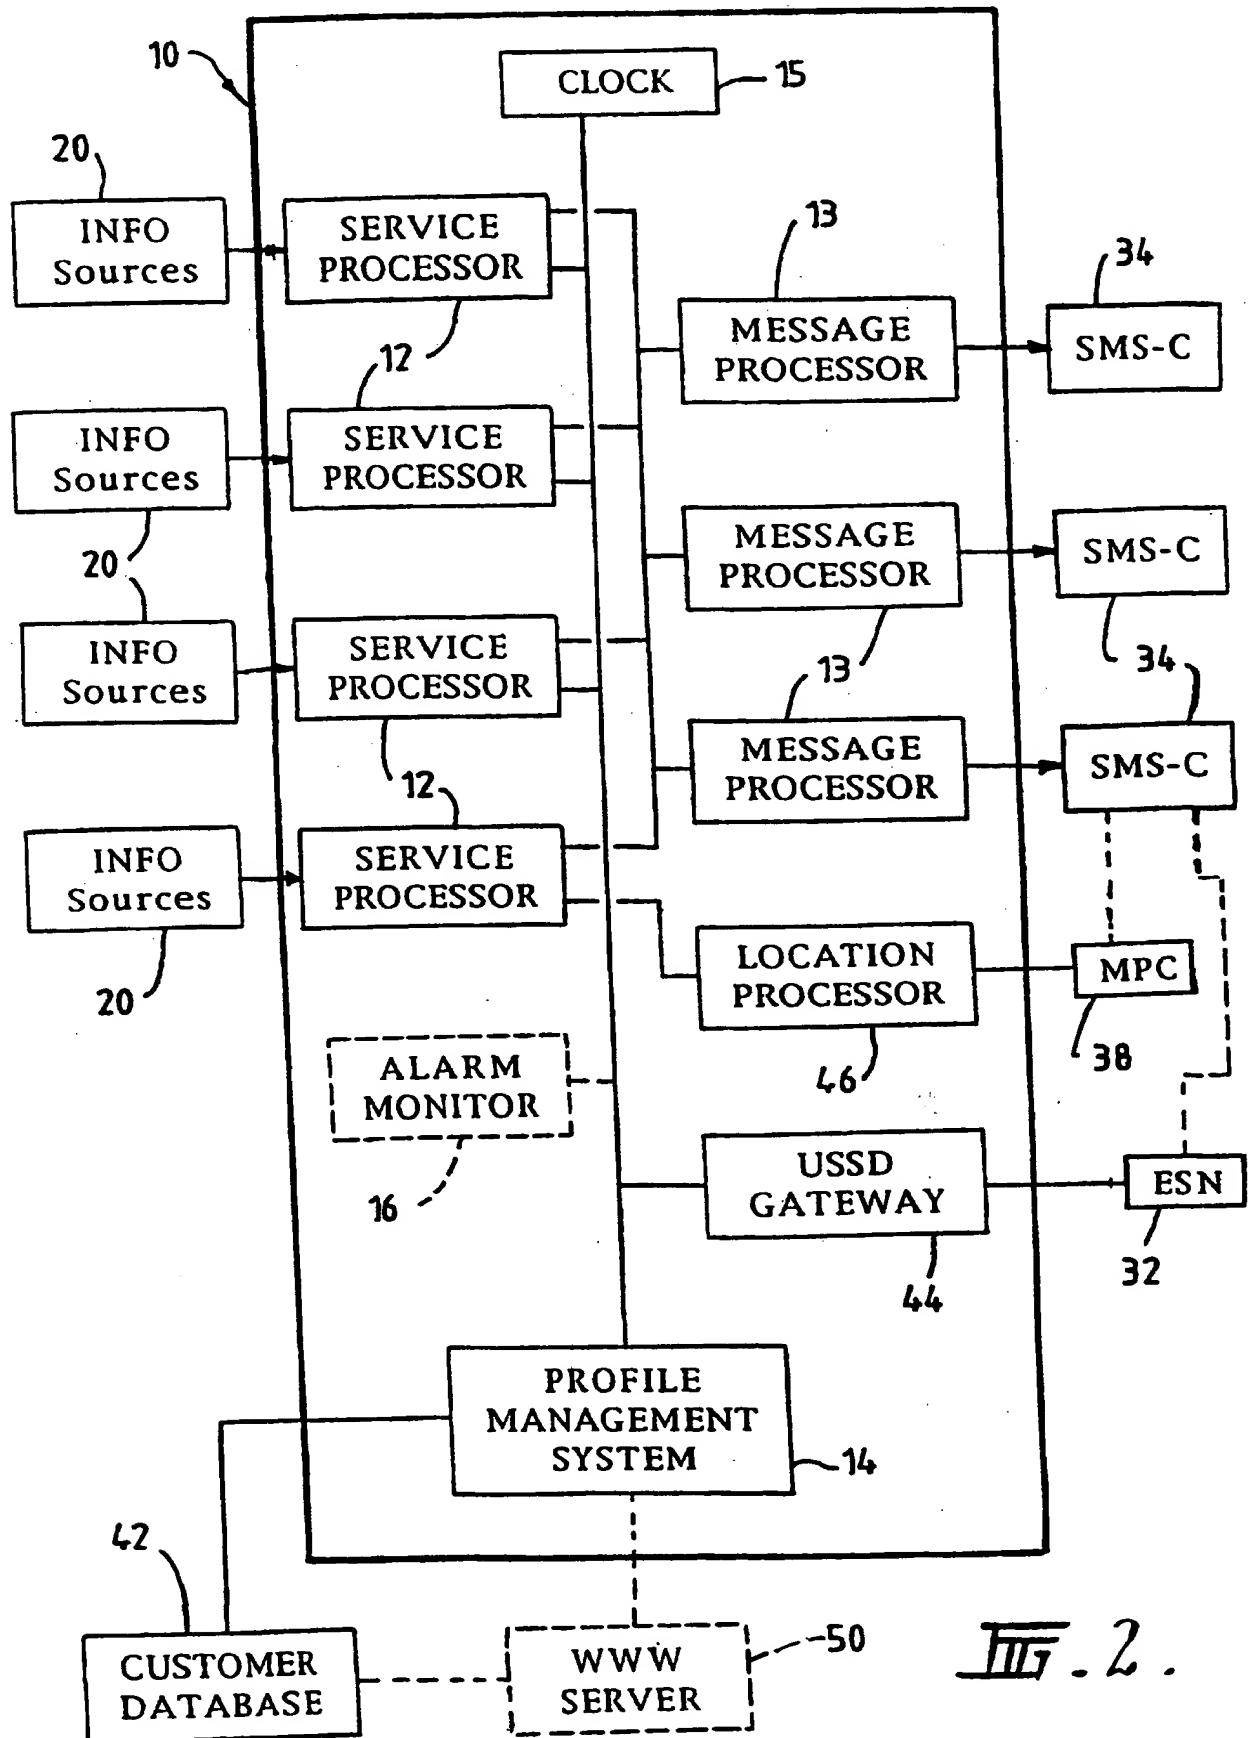 10
CLOCK
15
20
INFO
Sources
SERVICE
PROCESSOR
13
34
12
MESSAGE
PROCESSOR
SMS-C
12
INFO
Sources
SERVICE
PROCESSOR
MESSAGE
PROCESSOR
SMS-C
20
13
34
INFO
Sources
SERVICE
PROCESSOR
MESSAGE
PROCESSOR
SMS-C
12
INFO
Sources
SERVICE
PROCESSOR
20
LOCATION
PROCESSOR
MPC
46
38
ALARM
MONITOR
16
USSD
GATEWAY
ESN
44
32
PROFILE
MANAGEMENT
SYSTEM
14
42
CUSTOMER
DATABASE
WWW
SERVER
50
FIG. 2.